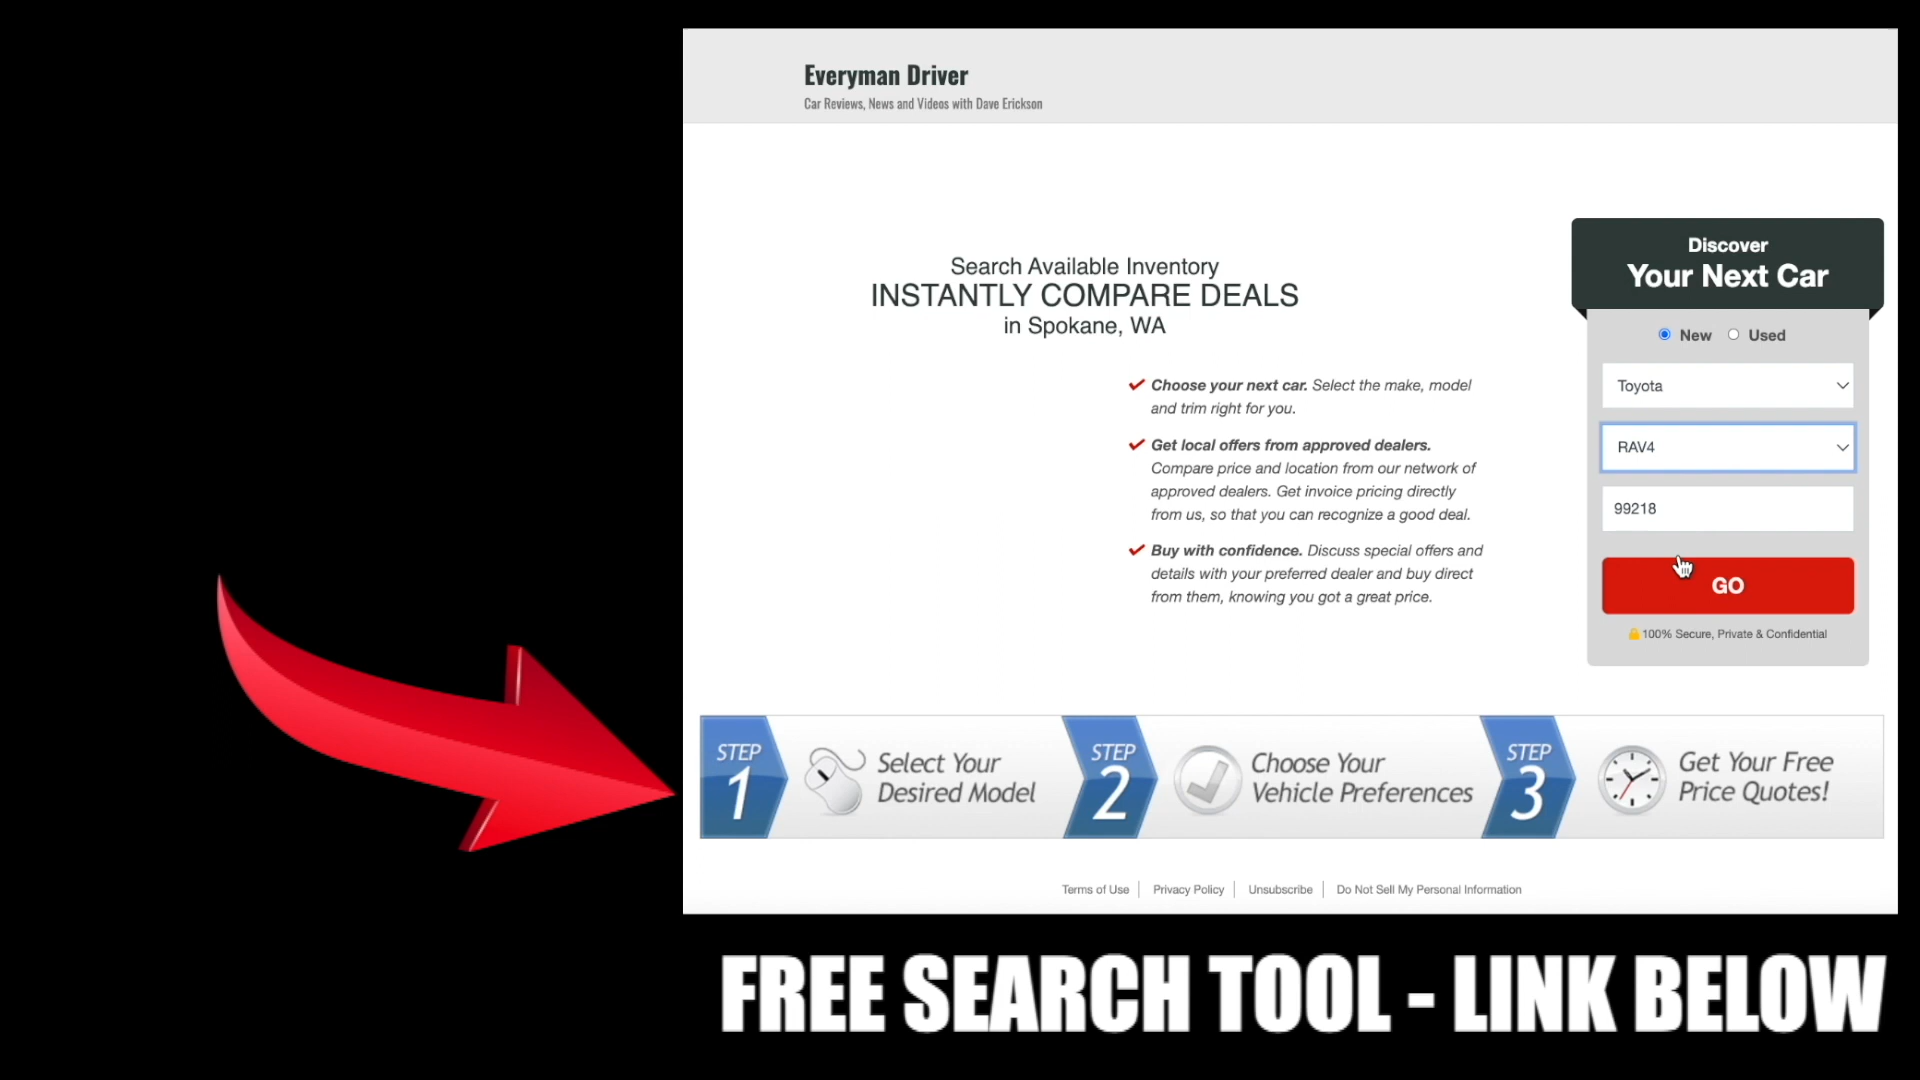 Everyman Driver
Car Reviews, News and Videos with Dave Erickson
Search Available Inventory
INSTANTLY COMPARE DEALS
in Spokane, WA
Choose your next car. Select the make, model
and trim right for you.
Get local offers from approved dealers.
Compare price and location from our network of
approved dealers. Get invoice pricing directly
from us, so that you can recognize a good deal.
Buy with confidence. Discuss special offers and
details with your preferred dealer and buy direct
from them, knowing you got a great price.
Discover
Your Next Car
New Used
Toyota
RAV4
99218
GO
100% Secure, Private & Confidential
STEP
1
Select Your
Desired Model
STEP
2
Choose Your
Vehicle Preferences
STEP
3
Get Your Free
Price Quotes!
Terms of Use | Privacy Policy | Unsubscribe | Do Not Sell My Personal Information
FREE SEARCH TOOL - LINK BELOW